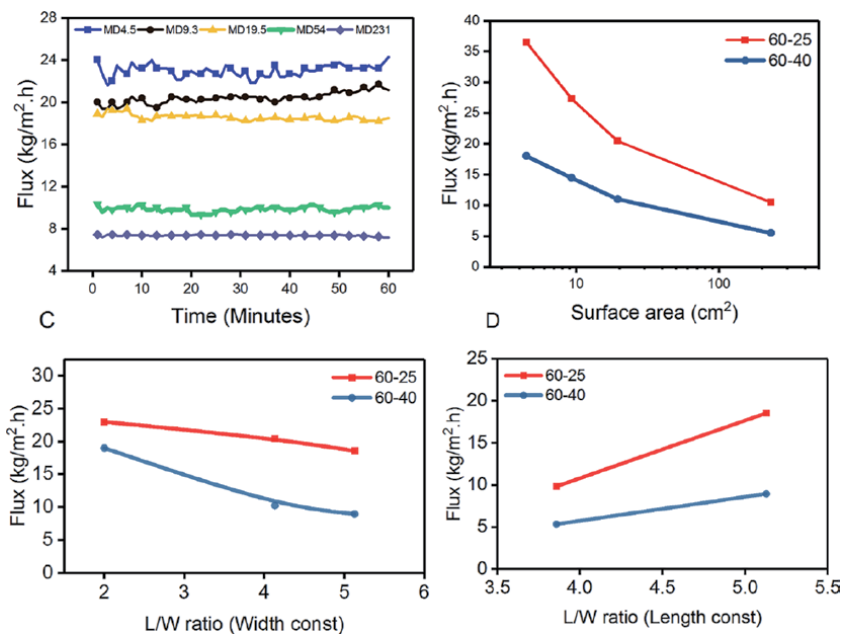 MD4.5 MD9.3 MD19.5 MD54 MD231
28
24
20
16
12
8
4
0 10 20 30 40 50 60
Flux (kg/m².h)
Time (Minutes)
C
40
35
30
25
20
15
10
5
0
10 100
60-25
60-40
Flux (kg/m².h)
Surface area (cm²)
D
30
25
20
15
10
5
0
2 3 4 5 6
60-25
60-40
Flux (kg/m².h)
L/W ratio (Width const)
25
20
15
10
5
0
3.5 4.0 4.5 5.0 5.5
60-25
60-40
Flux (kg/m².h)
L/W ratio (Length const)